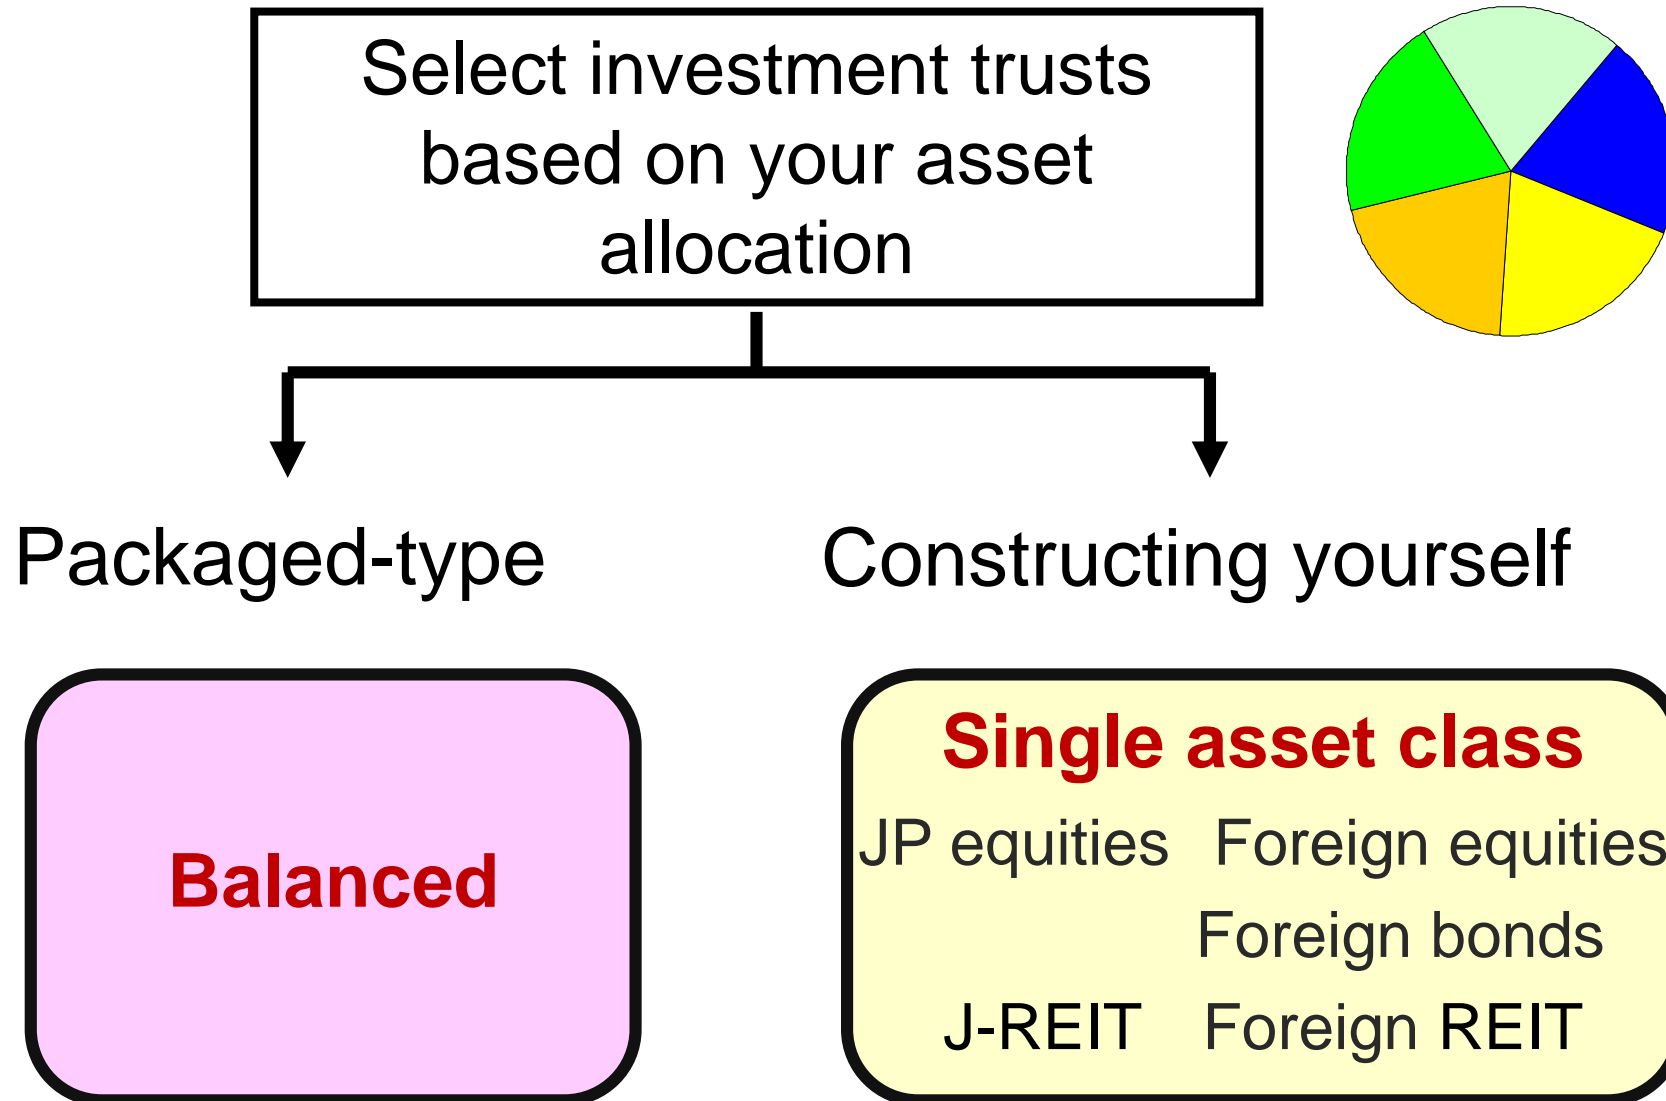 Select investment trusts
based on your asset
allocation
Packaged-type
Constructing yourself
Balanced
Single asset class
JP equities Foreign equities
Foreign bonds
J-REIT Foreign REIT